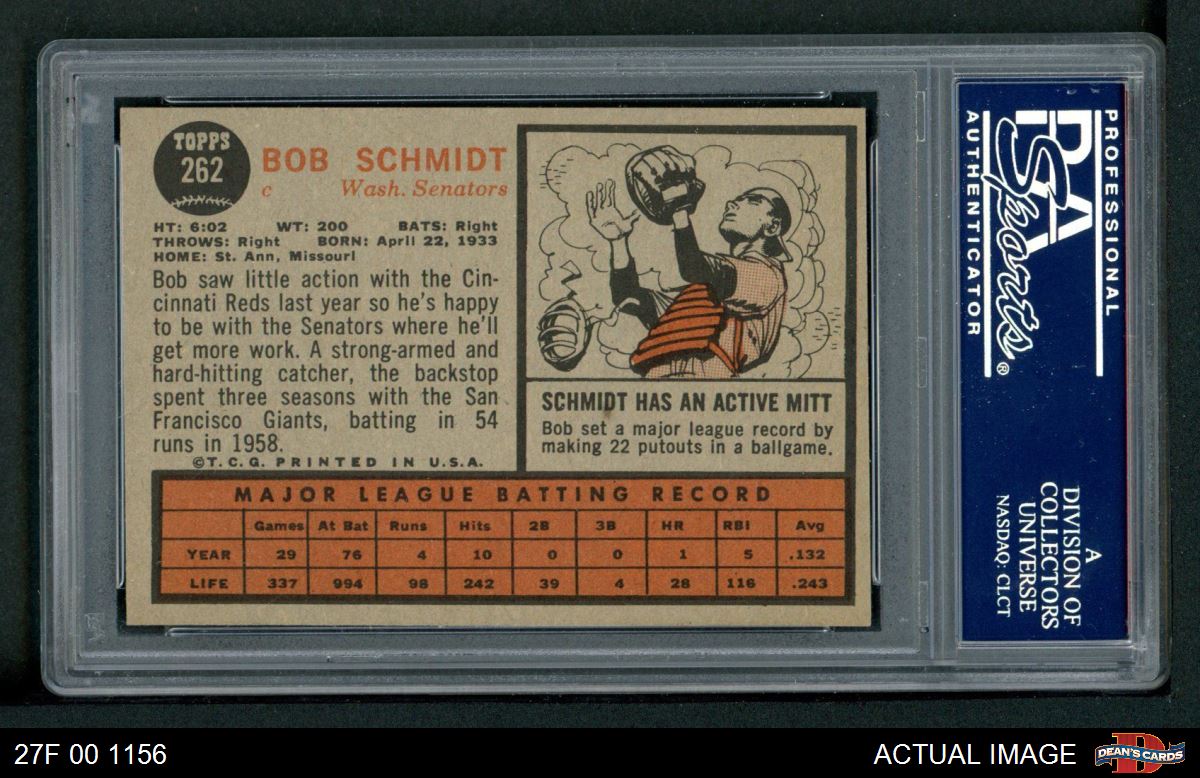 TOPPS
262
BOB SCHMIDT
c Wash. Senators
HT: 6:02 WT: 200 BATS: Right
THROWS: Right BORN: April 22, 1933
HOME: St. Ann, Missouri
Bob saw little action with the Cin-
cinnati Reds last year so he's happy
to be with the Senators where he'll
get more work. A strong-armed and
hard-hitting catcher, the backstop
spent three seasons with the San
Francisco Giants, batting in 54
runs in 1958.
©T.C.G. PRINTED IN U.S.A.
SCHMIDT HAS AN ACTIVE MITT
Bob set a major league record by
making 22 putouts in a ballgame.
MAJOR LEAGUE BATTING RECORD
Games At Bat Runs Hits 2B 3B HR RBI Avg
YEAR 29 76 4 10 0 0 1 5 .132
LIFE 337 994 98 242 39 4 28 116 .243
PROFESSIONAL
PSA
Sports®
AUTHENTICATOR
A
DIVISION OF
COLLECTORS
UNIVERSE
NASDAQ: CLCT
27F 00 1156
ACTUAL IMAGE
DEAN'S CARDS